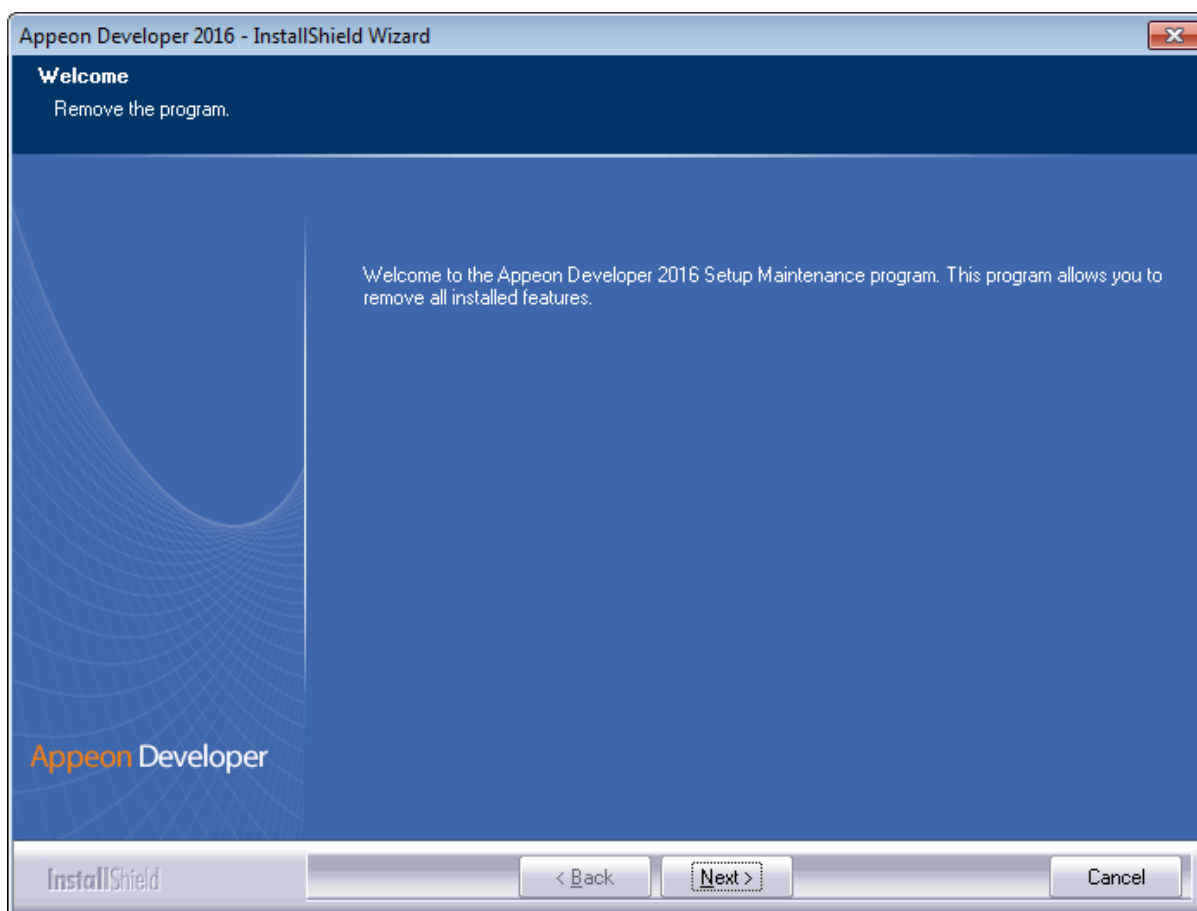 Appeon Developer 2016 - InstallShield Wizard
Welcome
Remove the program.
Welcome to the Appeon Developer 2016 Setup Maintenance program. This program allows you to
remove all installed features.
Appeon Developer
InstallShield
< Back
Next >
Cancel